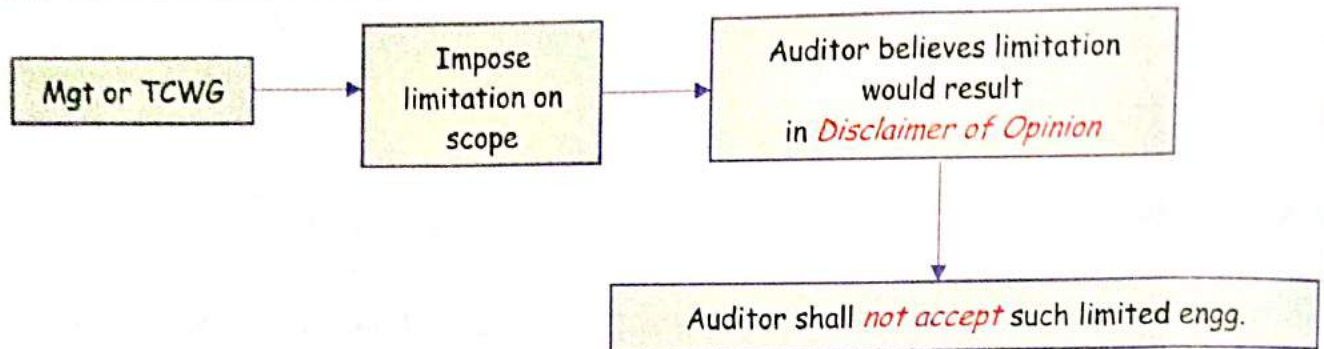 Mgt or TCWG
Impose
limitation on
scope
Auditor believes limitation
would result
in Disclaimer of Opinion
Auditor shall not accept such limited engg.